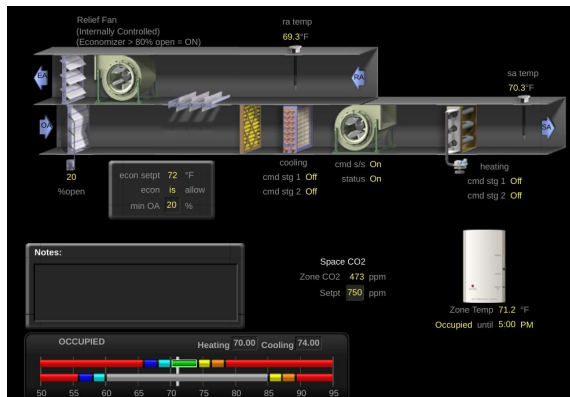 Relief Fan
(Internally Controlled)
(Economizer > 80% open = ON)
ra temp
69.3°F
sa temp
70.3°F
EA
RA
OA
SA
20
%open
econ setpt 72 °F
econ is allow
min OA 20 %
cooling
cmd stg 1 Off
cmd stg 2 Off
cmd s/s On
status On
heating
cmd stg 1 Off
cmd stg 2 Off
Notes:
Space CO2
Zone CO2 473 ppm
Setpt 750 ppm
Zone Temp 71.2 °F
Occupied until 5:00 PM
OCCUPIED
Heating 70.00 Cooling 74.00
50 55 60 65 70 75 80 85 90 95